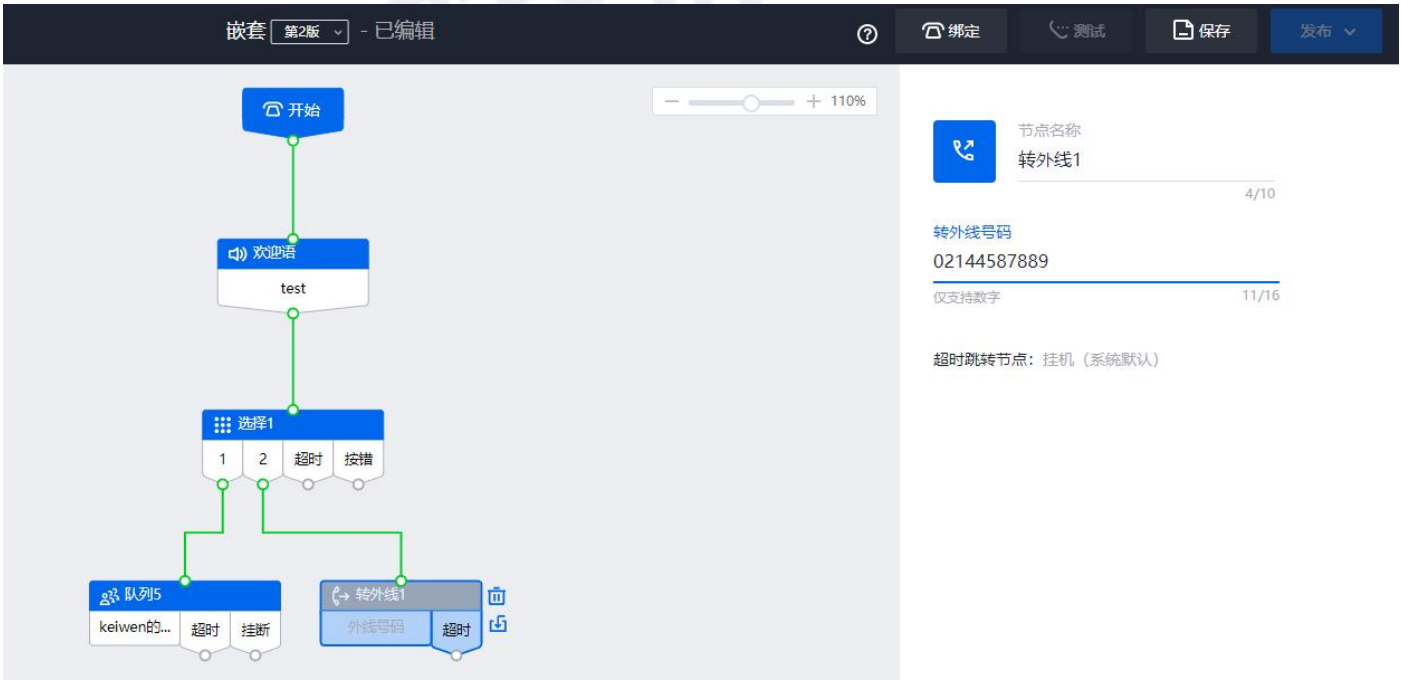 嵌套 第2版 - 已编辑
绑定 测试 保存 发布
开始
110%
节点名称
转外线1
4/10
转外线号码
02144587889
仅支持数字 11/16
超时跳转节点：挂机（系统默认）
欢迎语
test
选择1
1 2 超时 按错
队列5
keiwen的... 超时 挂断
转外线1
外线号码 超时